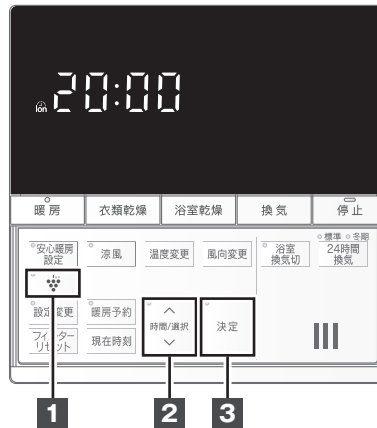 ion 20:00
暖房 衣類乾燥 浴室乾燥 換気 停止
標準 冬期
安心暖房
設定
涼風
温度変更
風向変更
浴室
換気切
24時間
換気
設定変更
暖房予約
時間/選択
決定
フィルター
リセット
現在時刻
1 2 3